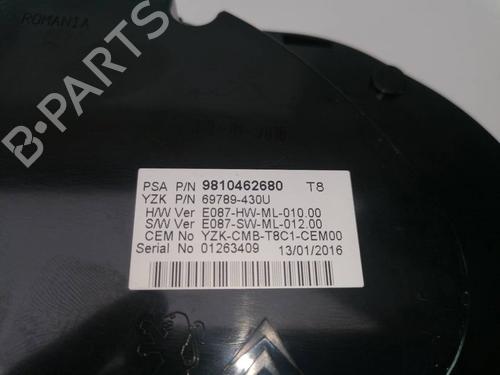 ROMANIA
PSA P/N 9810462680 T8
YZK P/N 69789-430U
H/W Ver E087-HW-ML-010.00
S/W Ver E087-SW-ML-012.00
CEM No YZK-CMB-T8C1-CEM00
Serial No 01263409 13/01/2016